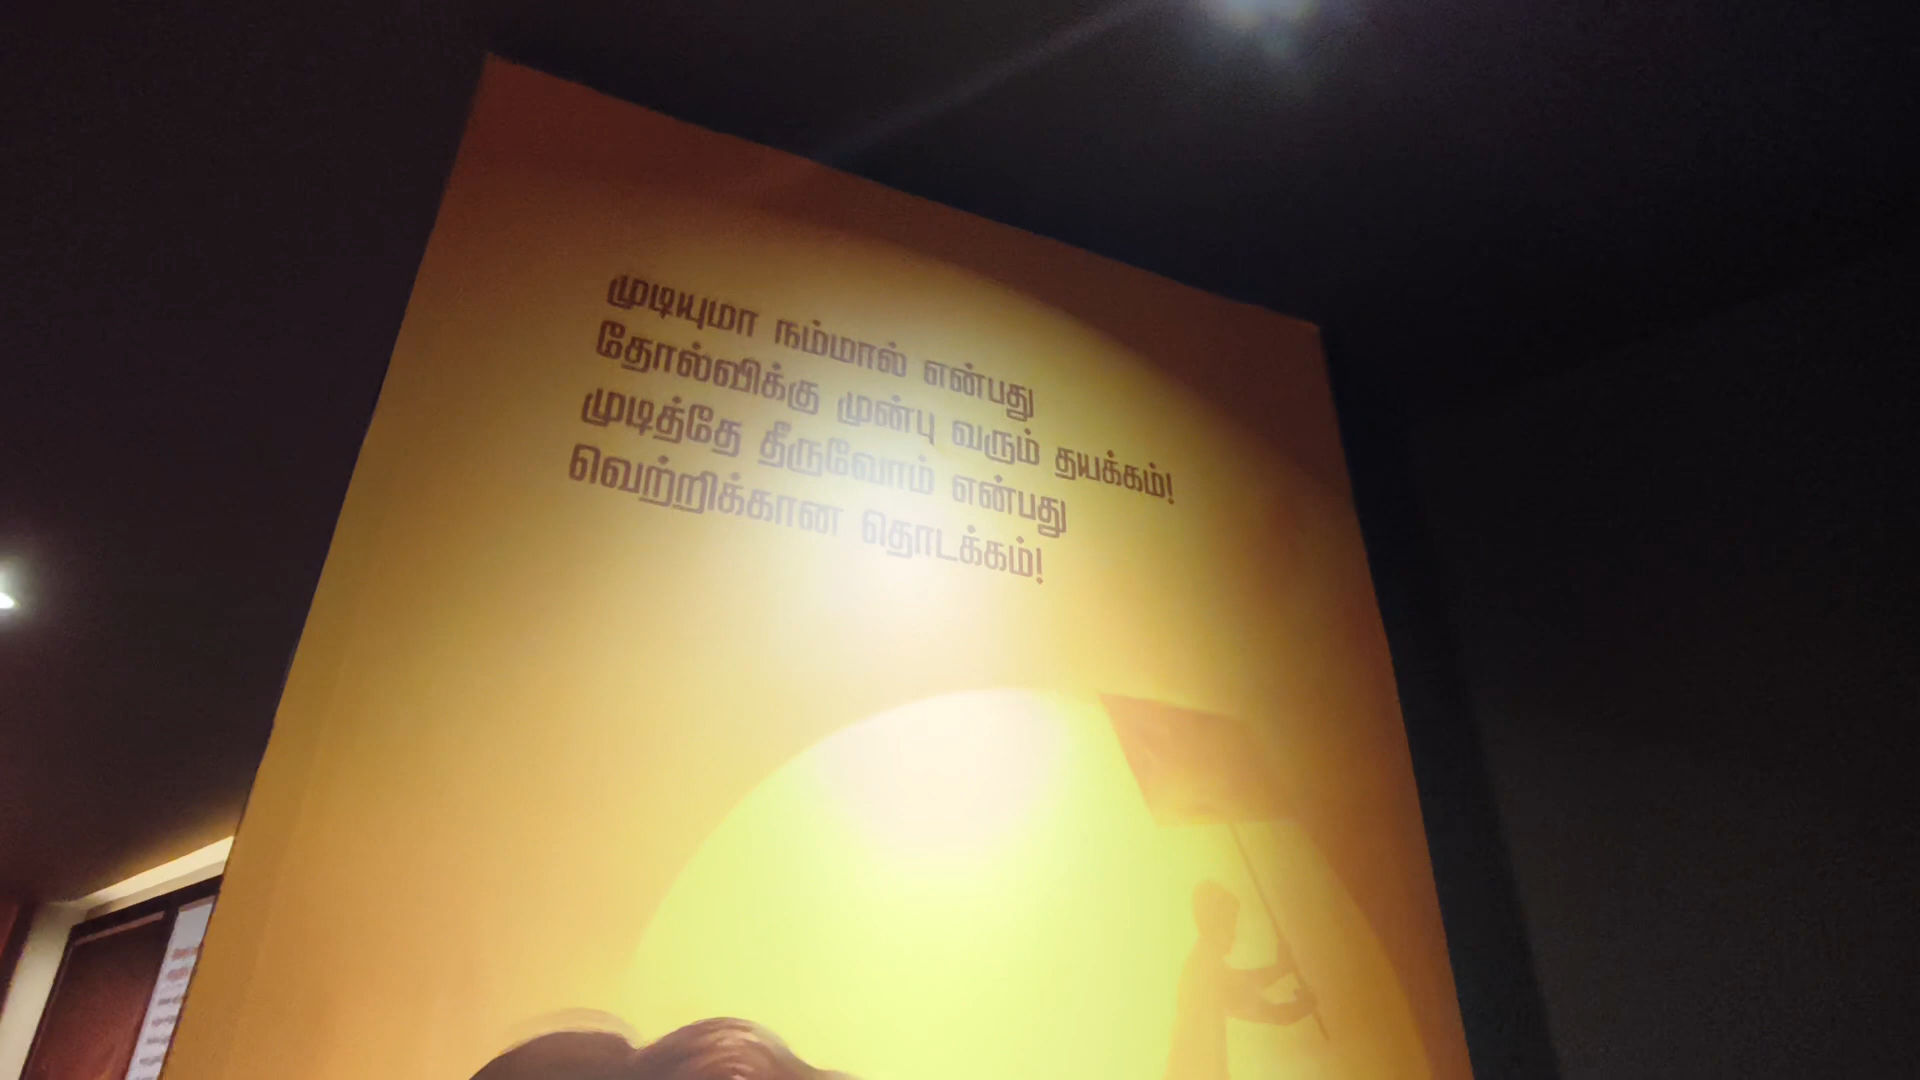 முடியுமா நம்மால் என்பது
தோல்விக்கு முன்பு வரும் தயக்கம்!
முடித்தே தீருவோம் என்பது
வெற்றிக்கான தொடக்கம்!